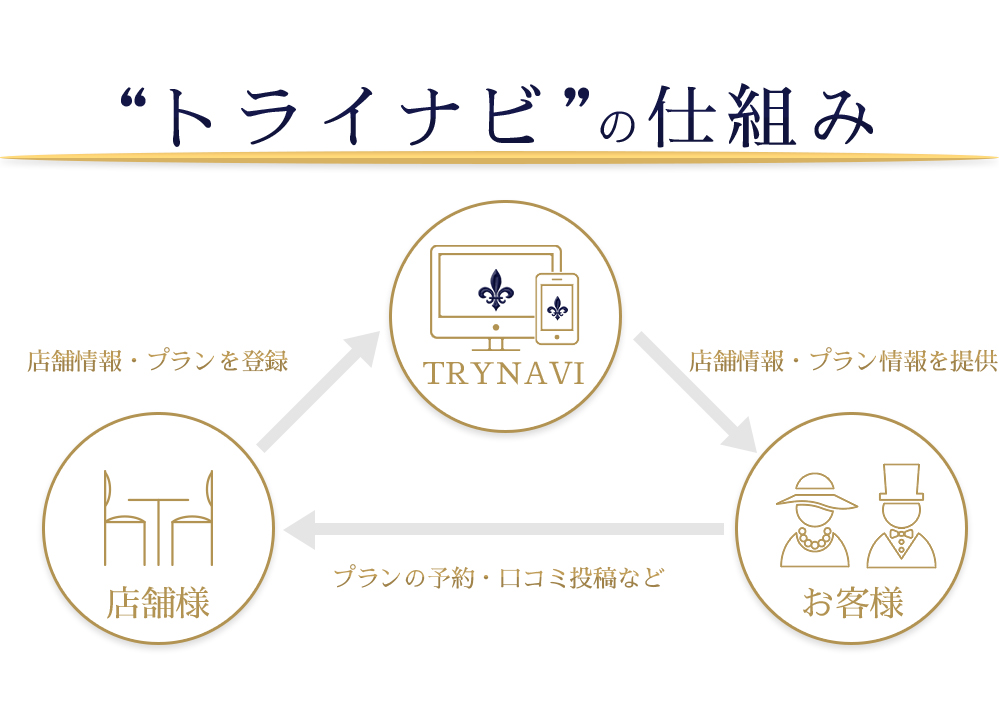 “トライナビ”の仕組み
TRYNAVI
店舗情報・プランを登録
店舗情報・プラン情報を提供
プランの予約・口コミ投稿など
店舗様
お客様